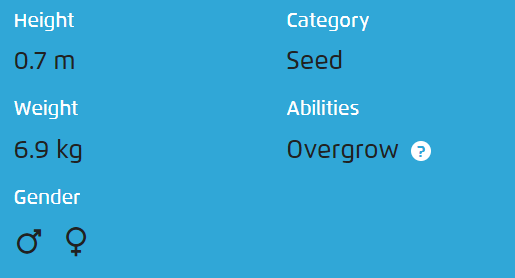 Height
0.7 m
Weight
6.9 kg
Gender
♂ ♀
Category
Seed
Abilities
Overgrow ?